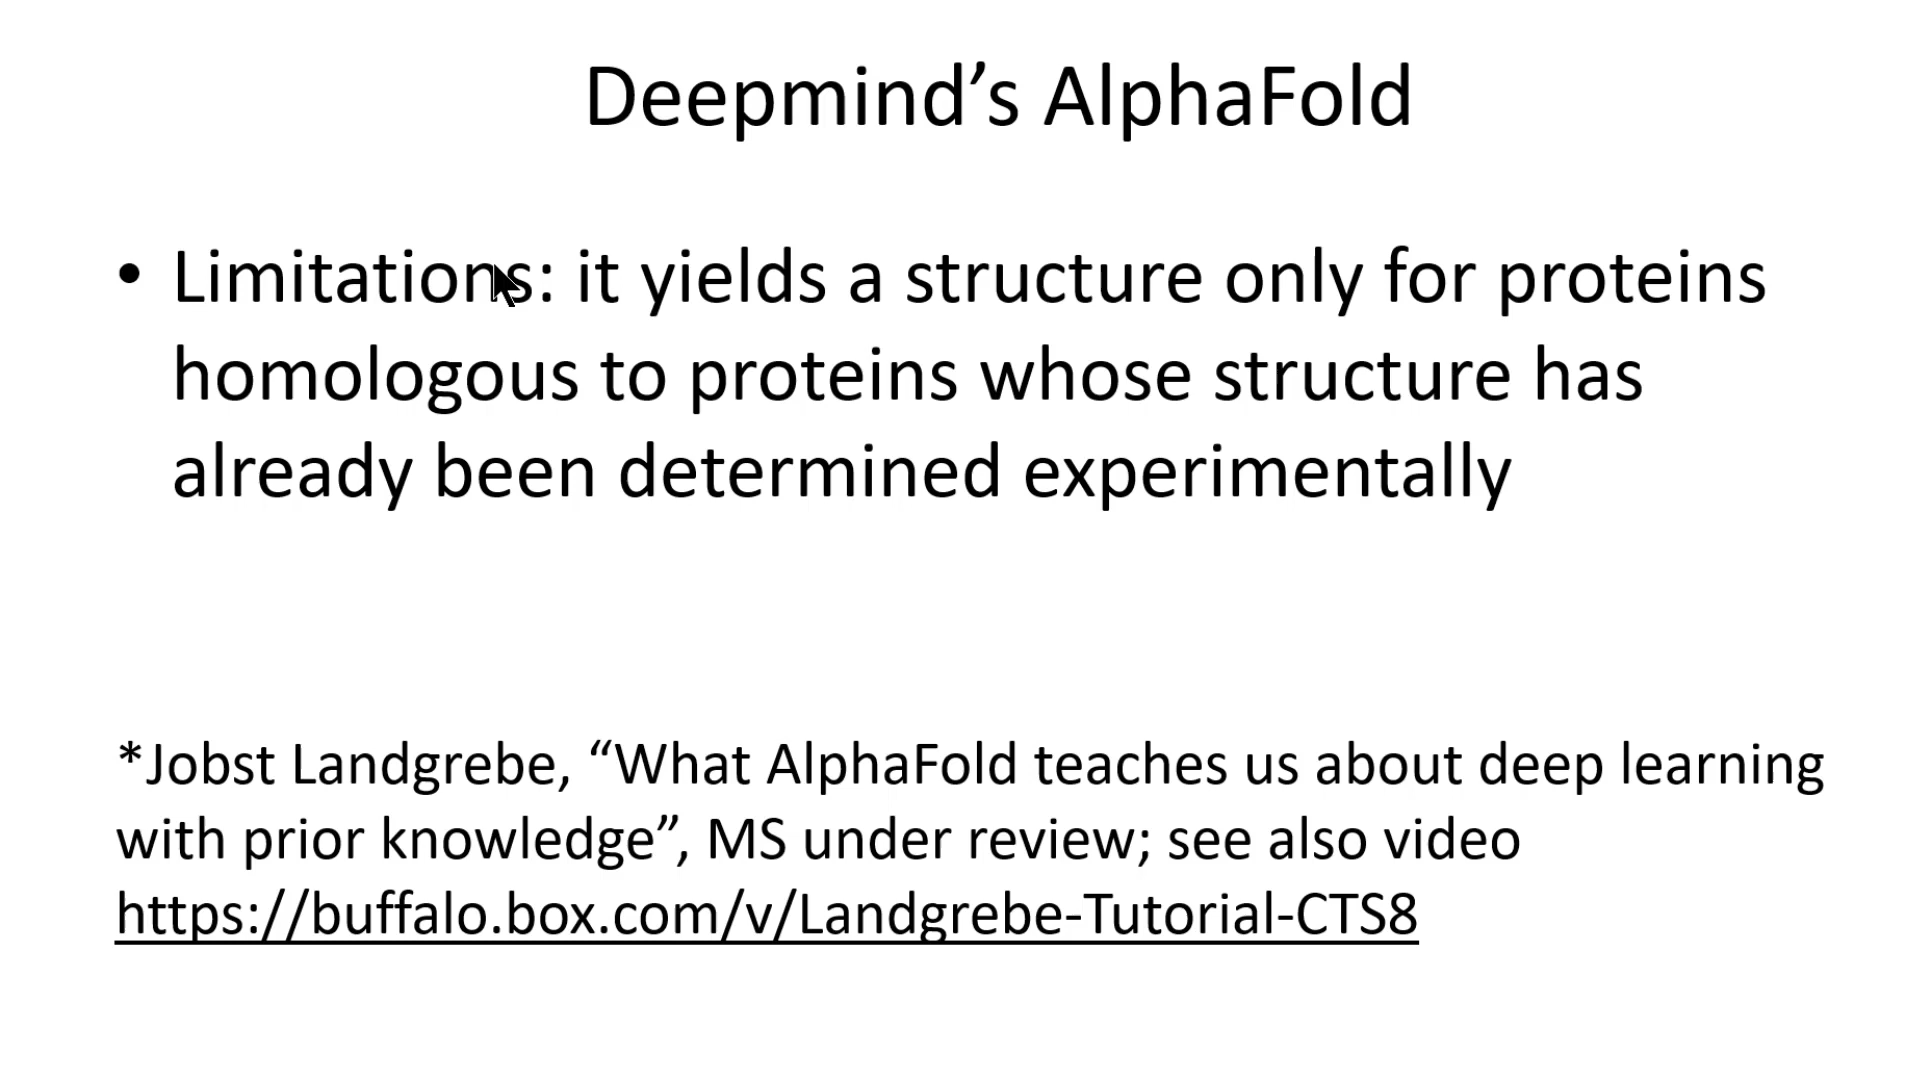 Deepmind’s AlphaFold
• Limitations: it yields a structure only for proteins
homologous to proteins whose structure has
already been determined experimentally
*Jobst Landgrebe, “What AlphaFold teaches us about deep learning
with prior knowledge”, MS under review; see also video
https://buffalo.box.com/v/Landgrebe-Tutorial-CTS8